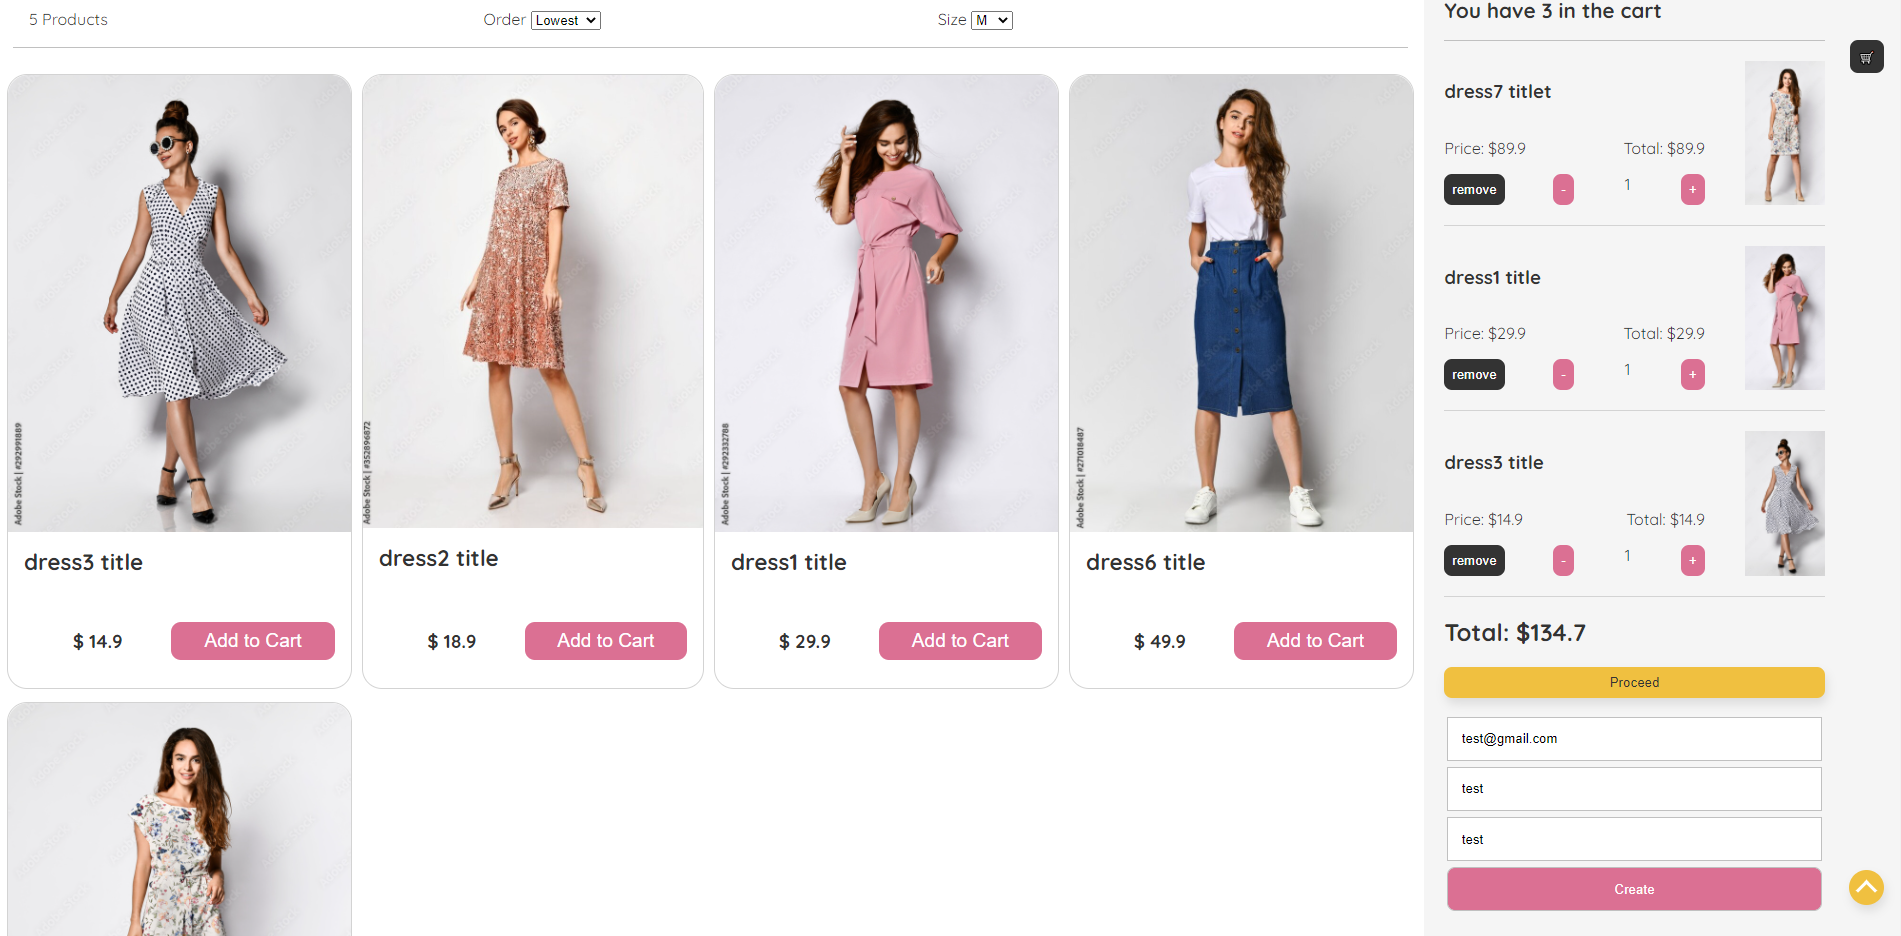 5 Products
Order Lowest
Size M
Adobe Stock | #292991889
Adobe Stock | #352896872
Adobe Stock | #292332788
Adobe Stock | #271018487
dress3 title
dress2 title
dress1 title
dress6 title
$ 14.9 Add to Cart
$ 18.9 Add to Cart
$ 29.9 Add to Cart
$ 49.9 Add to Cart
You have 3 in the cart
dress7 titlet
Price: $89.9 Total: $89.9
remove - 1 +
dress1 title
Price: $29.9 Total: $29.9
remove - 1 +
dress3 title
Price: $14.9 Total: $14.9
remove - 1 +
Total: $134.7
Proceed
test@gmail.com
test
test
Create